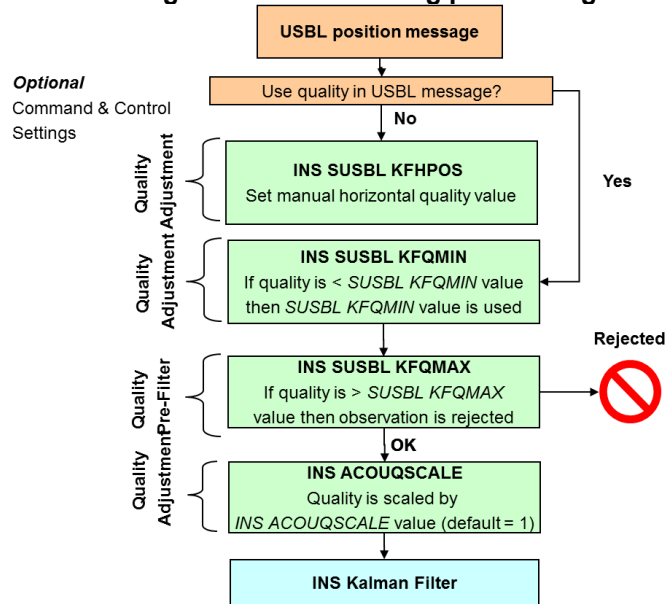 USBL position message
Optional
Command & Control
Settings
Use quality in USBL message?
No
Yes
Quality
Adjustment
INS SUSBL KFHPOS
Set manual horizontal quality value
Quality
Adjustment
INS SUSBL KFQMIN
If quality is < SUSBL KFQMIN value
then SUSBL KFQMIN value is used
Rejected
Quality
Pre-Filter
INS SUSBL KFQMAX
If quality is > SUSBL KFQMAX
value then observation is rejected
OK
Quality
Adjustment
INS ACOUQSCALE
Quality is scaled by
INS ACOUQSCALE value (default = 1)
INS Kalman Filter